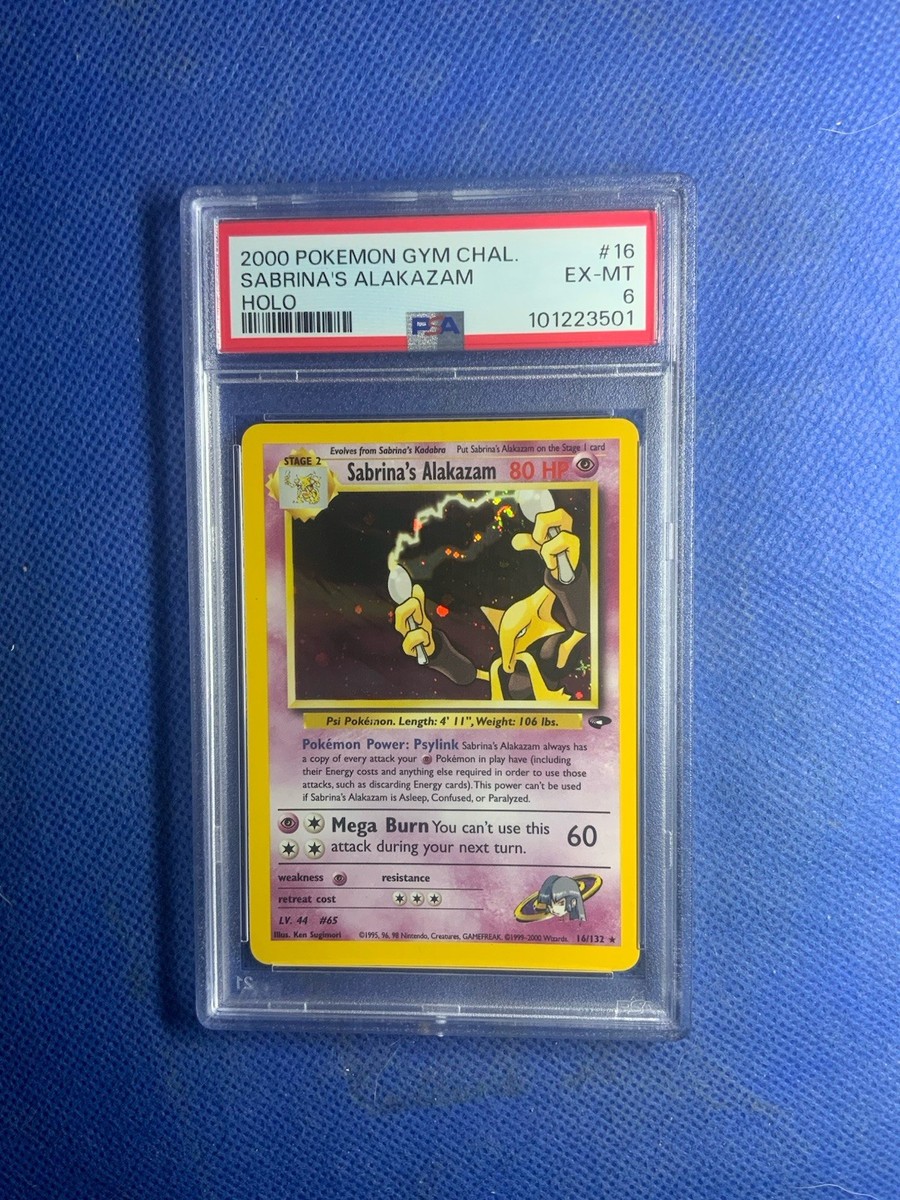 2000 POKEMON GYM CHAL. #16
SABRINA'S ALAKAZAM EX-MT
HOLO 6
PSA 101223501
Evolves from Sabrina's Kadabra Put Sabrina's Alakazam on the Stage 1 card
STAGE 2
Sabrina's Alakazam 80 HP
Psi Pokémon. Length: 4' 11", Weight: 106 lbs.
Pokémon Power: Psylink Sabrina's Alakazam always has
a copy of every attack your Pokémon in play have (including
their Energy costs and anything else required in order to use those
attacks, such as discarding Energy cards). This power can't be used
if Sabrina's Alakazam is Asleep, Confused, or Paralyzed.
Mega Burn You can't use this 60
attack during your next turn.
weakness resistance
retreat cost
LV. 44 #65
Illus. Ken Sugimori ©1995, 96, 98 Nintendo, Creatures, GAMEFREAK. ©1999-2000 Wizards. 16/132 ★